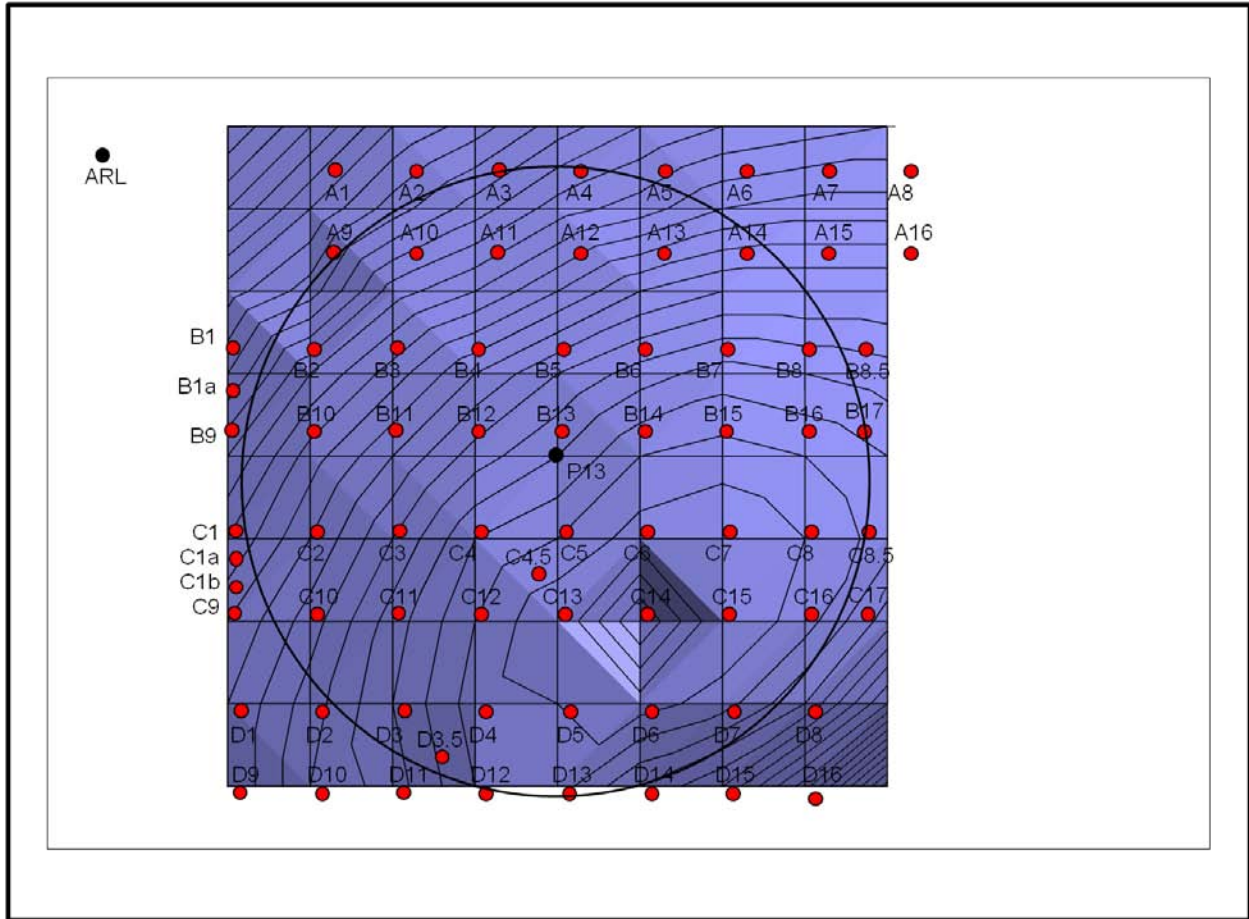 ARL
A1 A2 A3 A4 A5 A6 A7 A8
A9 A10 A11 A12 A13 A14 A15 A16
B1
B2 B3 B4 B5 B6 B7 B8 B8.5
B1a
B10 B11 B12 B13 B14 B15 B16 B17
B9
P13
C1
C2 C3 C4 C5 C6 C7 C8 C8.5
C1a C4.5
C1b
C9 C10 C11 C12 C13 C14 C15 C16 C17
D1 D2 D3 D3.5 D4 D5 D6 D7 D8
D9 D10 D11 D12 D13 D14 D15 D16